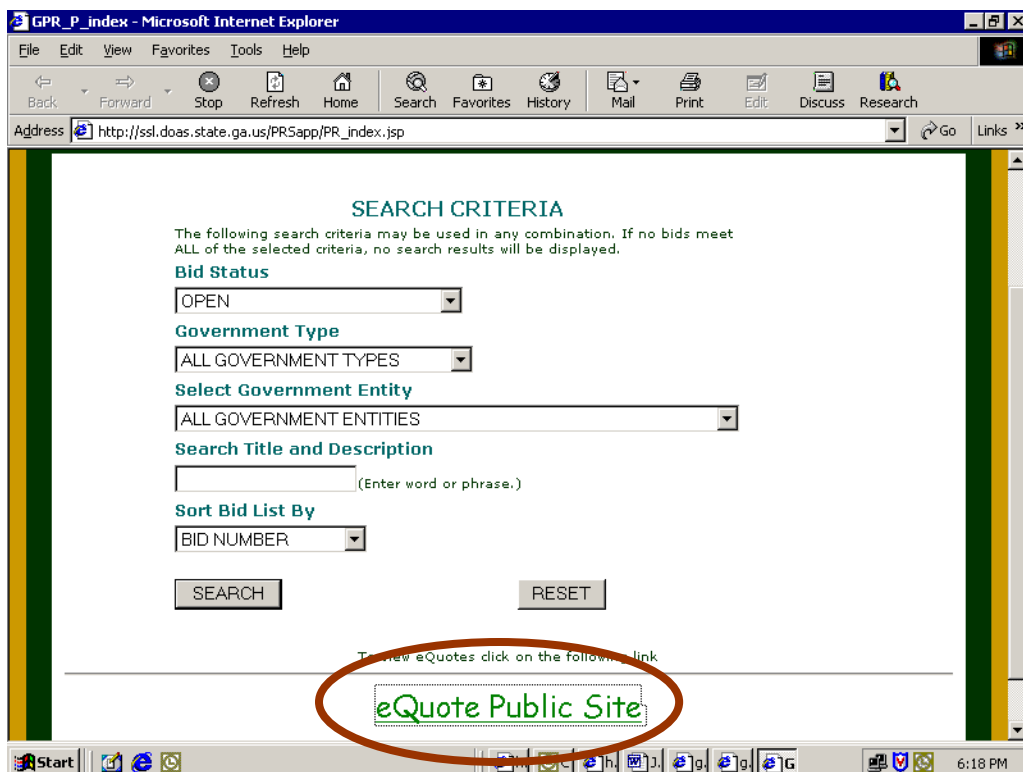 GPR_P_index - Microsoft Internet Explorer
File Edit View Favorites Tools Help
Back Forward Stop Refresh Home Search Favorites History Mail Print Edit Discuss Research
Address http://ssl.doas.state.ga.us/PRSapp/PR_index.jsp Go Links »
SEARCH CRITERIA
The following search criteria may be used in any combination. If no bids meet
ALL of the selected criteria, no search results will be displayed.
Bid Status
OPEN
Government Type
ALL GOVERNMENT TYPES
Select Government Entity
ALL GOVERNMENT ENTITIES
Search Title and Description
(Enter word or phrase.)
Sort Bid List By
BID NUMBER
SEARCH RESET
To view eQuotes click on the following link
eQuote Public Site
Start 6:18 PM